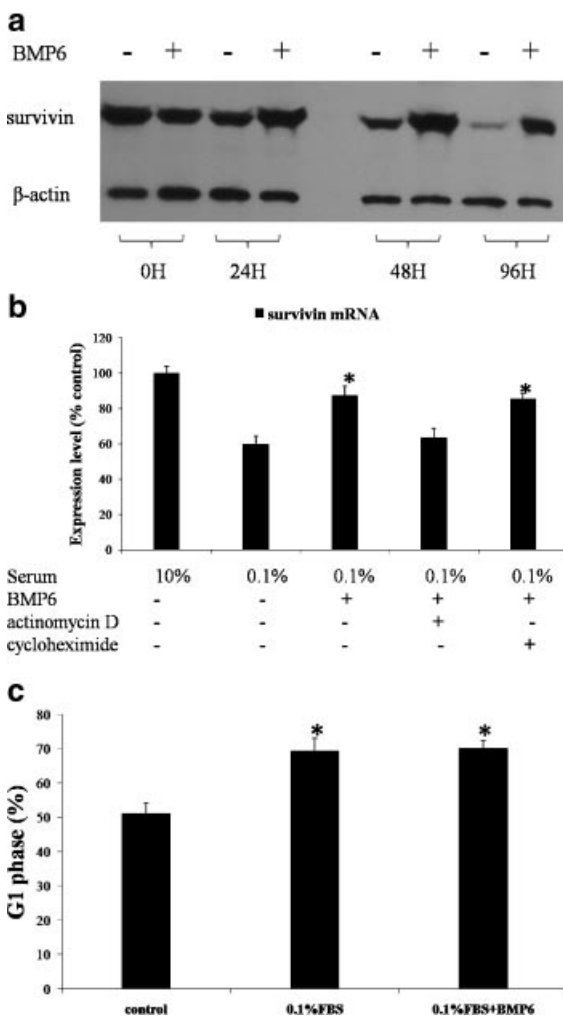 a
BMP6 - + - + - + - +
survivin
β-actin
0H 24H 48H 96H
b
■ survivin mRNA
Expression level (% control)
120
100
80
60
40
20
0
* *
Serum 10% 0.1% 0.1% 0.1% 0.1%
BMP6 - - + + +
actinomycin D - - - + -
cycloheximide - - - - +
c
G1 phase (%)
80
70
60
50
40
30
20
10
0
* *
control 0.1%FBS 0.1%FBS+BMP6